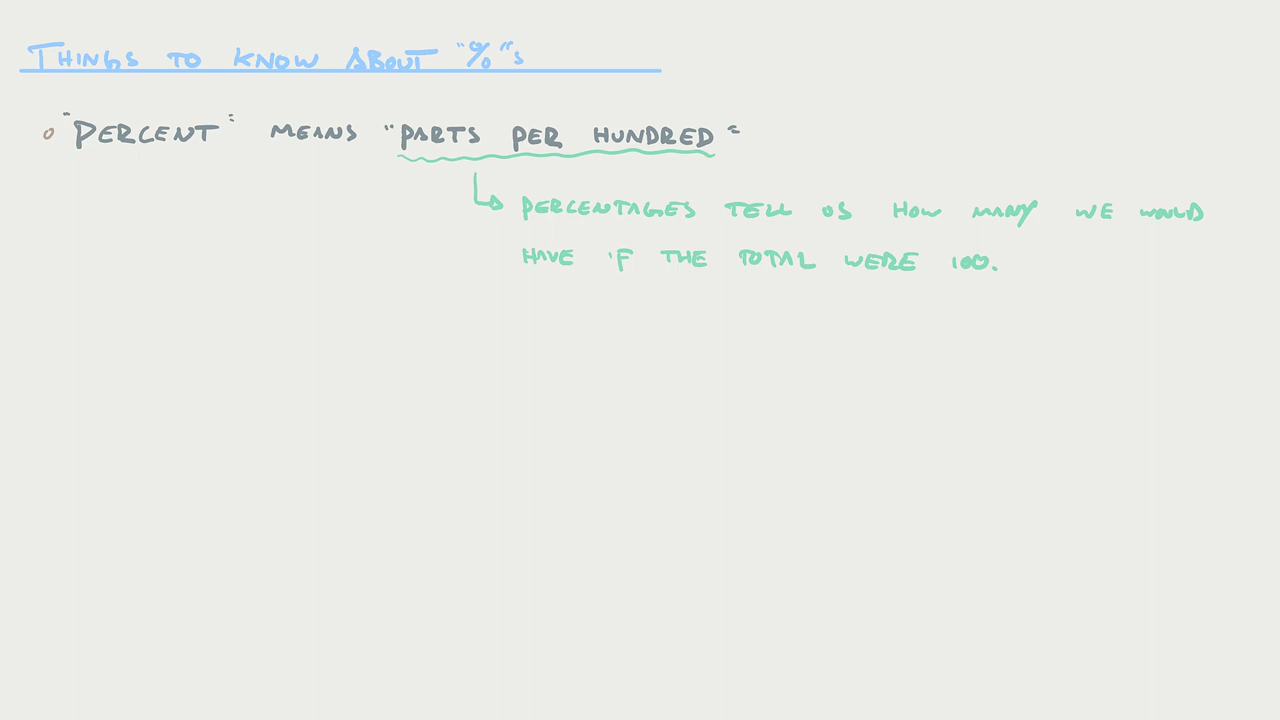 THINGS TO KNOW ABOUT "%"s
"PERCENT" MEANS "PARTS PER HUNDRED"
PERCENTAGES TELL US HOW MANY WE WOULD
HAVE IF THE TOTAL WERE 100.